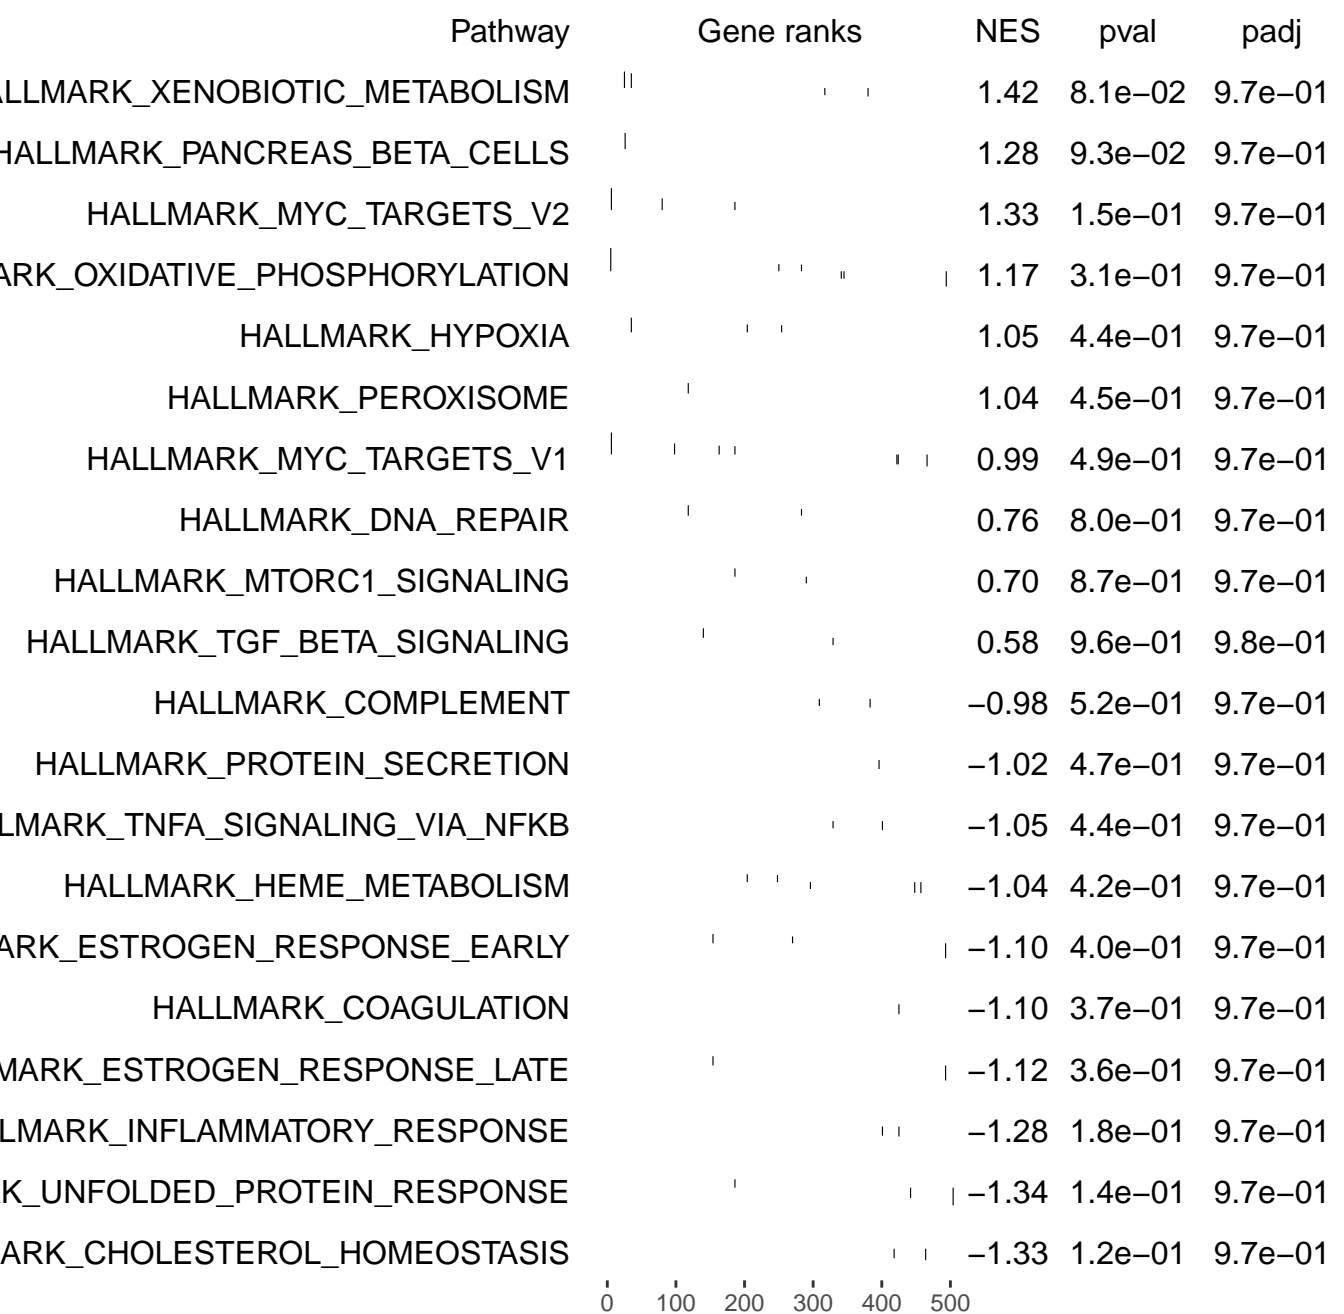 Pathway Gene ranks NES pval padj
ALLMARK_XENOBIOTIC_METABOLISM 1.42 8.1e−02 9.7e−01
HALLMARK_PANCREAS_BETA_CELLS 1.28 9.3e−02 9.7e−01
HALLMARK_MYC_TARGETS_V2 1.33 1.5e−01 9.7e−01
ARK_OXIDATIVE_PHOSPHORYLATION 1.17 3.1e−01 9.7e−01
HALLMARK_HYPOXIA 1.05 4.4e−01 9.7e−01
HALLMARK_PEROXISOME 1.04 4.5e−01 9.7e−01
HALLMARK_MYC_TARGETS_V1 0.99 4.9e−01 9.7e−01
HALLMARK_DNA_REPAIR 0.76 8.0e−01 9.7e−01
HALLMARK_MTORC1_SIGNALING 0.70 8.7e−01 9.7e−01
HALLMARK_TGF_BETA_SIGNALING 0.58 9.6e−01 9.8e−01
HALLMARK_COMPLEMENT −0.98 5.2e−01 9.7e−01
HALLMARK_PROTEIN_SECRETION −1.02 4.7e−01 9.7e−01
LMARK_TNFA_SIGNALING_VIA_NFKB −1.05 4.4e−01 9.7e−01
HALLMARK_HEME_METABOLISM −1.04 4.2e−01 9.7e−01
ARK_ESTROGEN_RESPONSE_EARLY −1.10 4.0e−01 9.7e−01
HALLMARK_COAGULATION −1.10 3.7e−01 9.7e−01
MARK_ESTROGEN_RESPONSE_LATE −1.12 3.6e−01 9.7e−01
LMARK_INFLAMMATORY_RESPONSE −1.28 1.8e−01 9.7e−01
K_UNFOLDED_PROTEIN_RESPONSE −1.34 1.4e−01 9.7e−01
ARK_CHOLESTEROL_HOMEOSTASIS −1.33 1.2e−01 9.7e−01
0 100 200 300 400 500